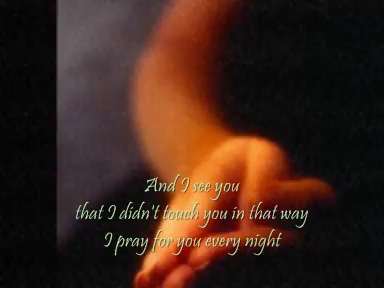 And I see you
that I didn't touch you in that way
I pray for you every night